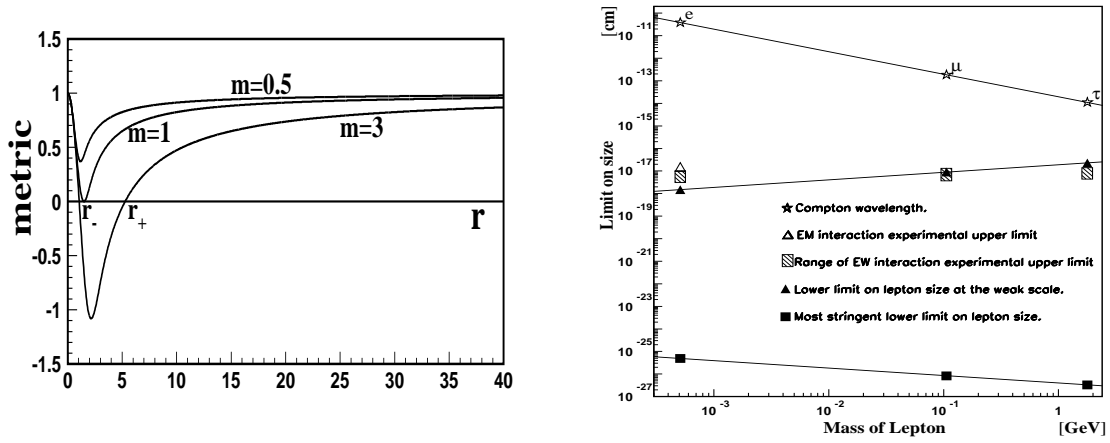 metric
1.5
1
0.5
0
-0.5
-1
-1.5
m=0.5
m=1
m=3
r-
r+
r
0 5 10 15 20 25 30 35 40
Limit on size [cm]
10^-11
10^-13
10^-15
10^-17
10^-19
10^-21
10^-23
10^-25
10^-27
e
μ
τ
Compton wavelength.
EM interaction experimental upper limit
Range of EW interaction experimental upper limit
Lower limit on lepton size at the weak scale.
Most stringent lower limit on lepton size.
10^-3 10^-2 10^-1 1
Mass of Lepton [GeV]